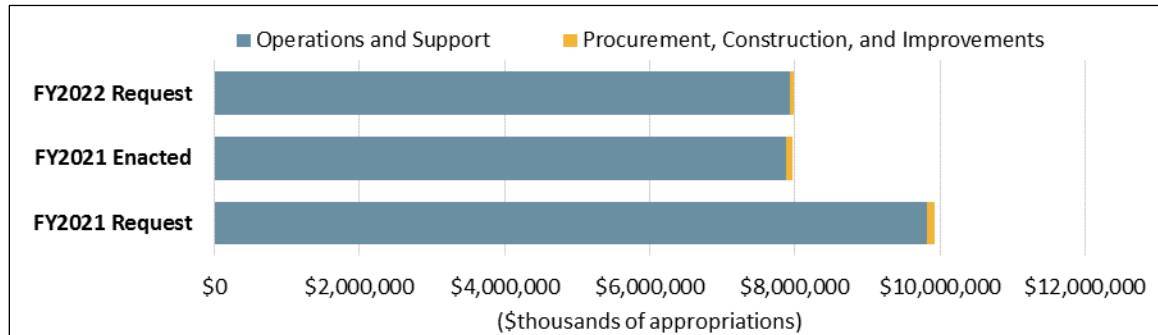 Operations and Support Procurement, Construction, and Improvements
FY2022 Request
FY2021 Enacted
FY2021 Request
$0 $2,000,000 $4,000,000 $6,000,000 $8,000,000 $10,000,000 $12,000,000
($thousands of appropriations)